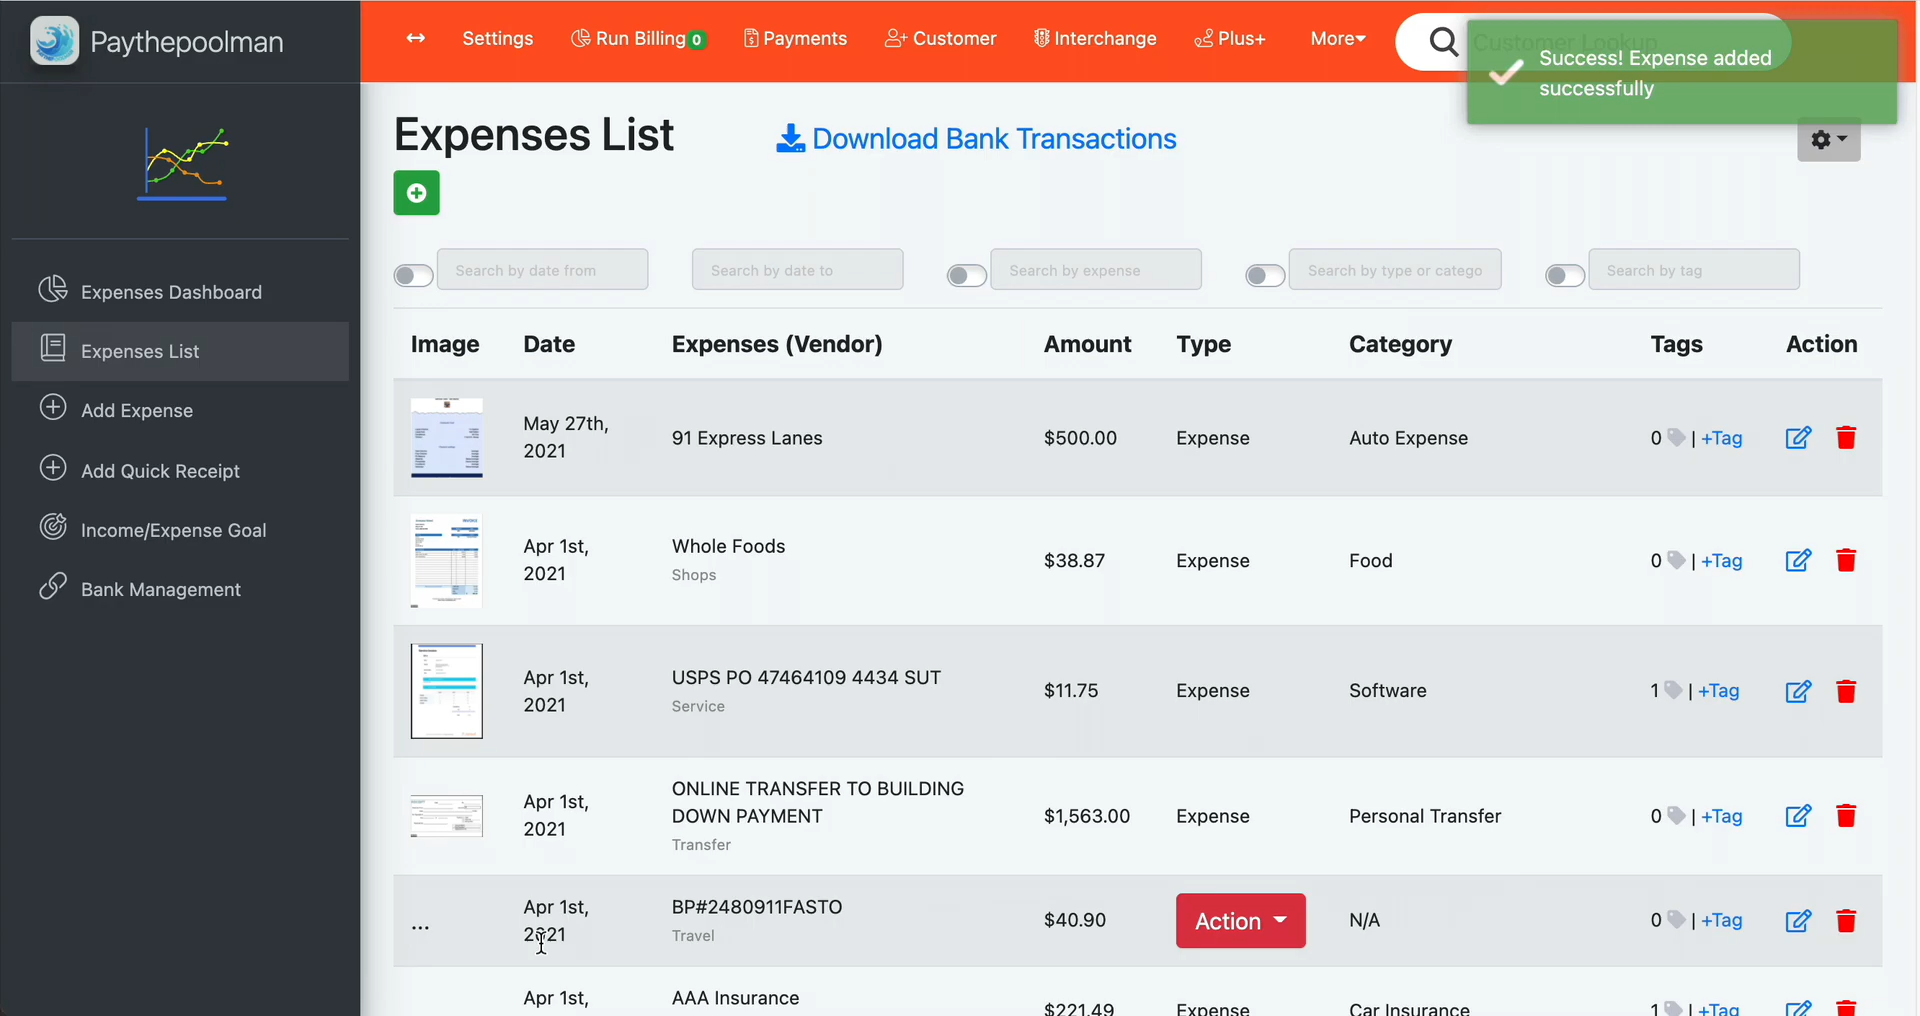 Paythepoolman
Settings
Run Billing 0
Payments
Customer
Interchange
Plus+
More
Customer Lookup
Success! Expense added
successfully
Expenses List
Download Bank Transactions
Expenses Dashboard
Expenses List
Add Expense
Add Quick Receipt
Income/Expense Goal
Bank Management
Search by date from
Search by date to
Search by expense
Search by type or catego
Search by tag
Image Date Expenses (Vendor) Amount Type Category Tags Action
May 27th,
2021
91 Express Lanes
$500.00
Expense
Auto Expense
0 | +Tag
Apr 1st,
2021
Whole Foods
Shops
$38.87
Expense
Food
0 | +Tag
Apr 1st,
2021
USPS PO 47464109 4434 SUT
Service
$11.75
Expense
Software
1 | +Tag
Apr 1st,
2021
ONLINE TRANSFER TO BUILDING
DOWN PAYMENT
Transfer
$1,563.00
Expense
Personal Transfer
0 | +Tag
...
Apr 1st,
2021
BP#2480911FASTO
Travel
$40.90
Action
N/A
0 | +Tag
Apr 1st,
AAA Insurance
$221.49
Expense
Car Insurance
1 | +Tag